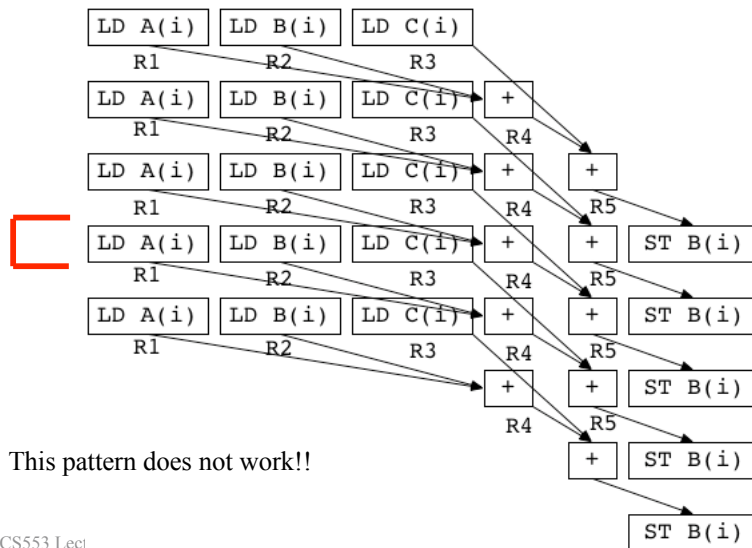 LD A(i) LD B(i) LD C(i)
R1 R2 R3
LD A(i) LD B(i) LD C(i) +
R1 R2 R3 R4
LD A(i) LD B(i) LD C(i) + +
R1 R2 R3 R4 R5
LD A(i) LD B(i) LD C(i) + + ST B(i)
R1 R2 R3 R4 R5
LD A(i) LD B(i) LD C(i) + + ST B(i)
R1 R2 R3 R4 R5
+ + ST B(i)
R4 R5
This pattern does not work!!
+ ST B(i)
ST B(i)
CS553 Lect